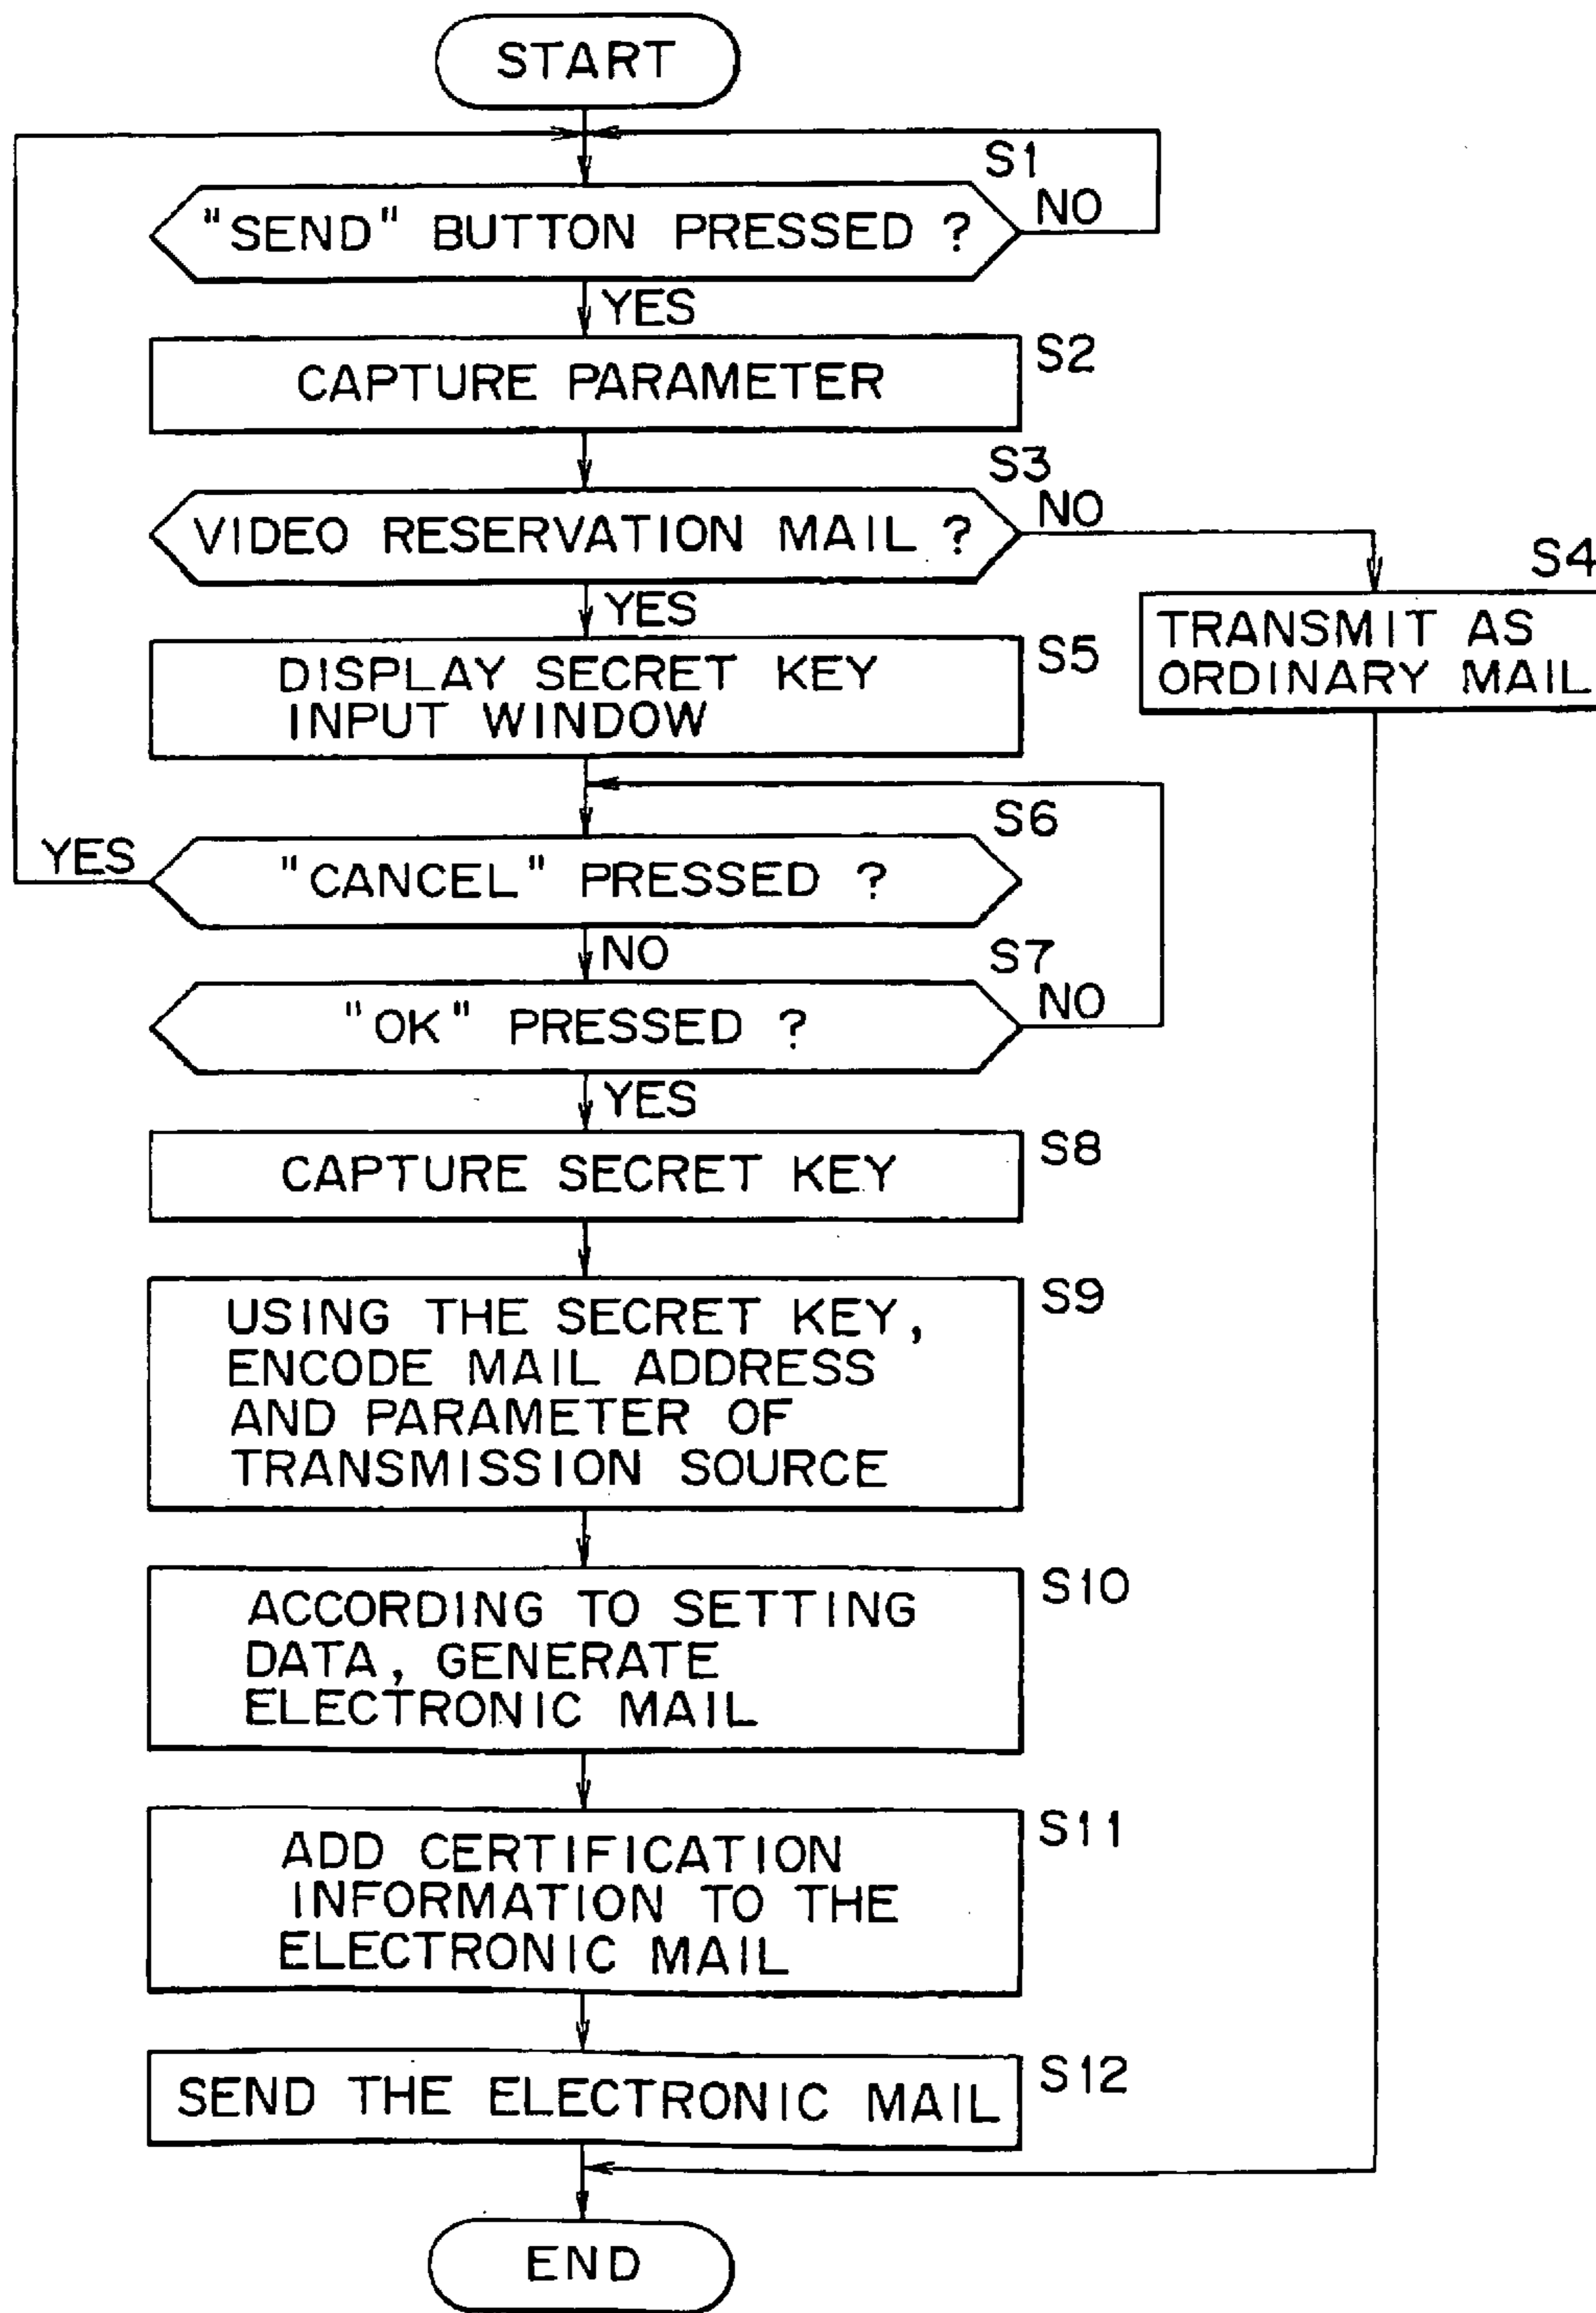 START
S1
"SEND" BUTTON PRESSED ?
NO
YES
CAPTURE PARAMETER
S2
S3
VIDEO RESERVATION MAIL ?
NO
S4
TRANSMIT AS
ORDINARY MAIL
YES
DISPLAY SECRET KEY
INPUT WINDOW
S5
S6
YES
"CANCEL" PRESSED ?
NO
S7
"OK" PRESSED ?
NO
YES
CAPTURE SECRET KEY
S8
USING THE SECRET KEY,
ENCODE MAIL ADDRESS
AND PARAMETER OF
TRANSMISSION SOURCE
S9
ACCORDING TO SETTING
DATA, GENERATE
ELECTRONIC MAIL
S10
ADD CERTIFICATION
INFORMATION TO THE
ELECTRONIC MAIL
S11
SEND THE ELECTRONIC MAIL
S12
END